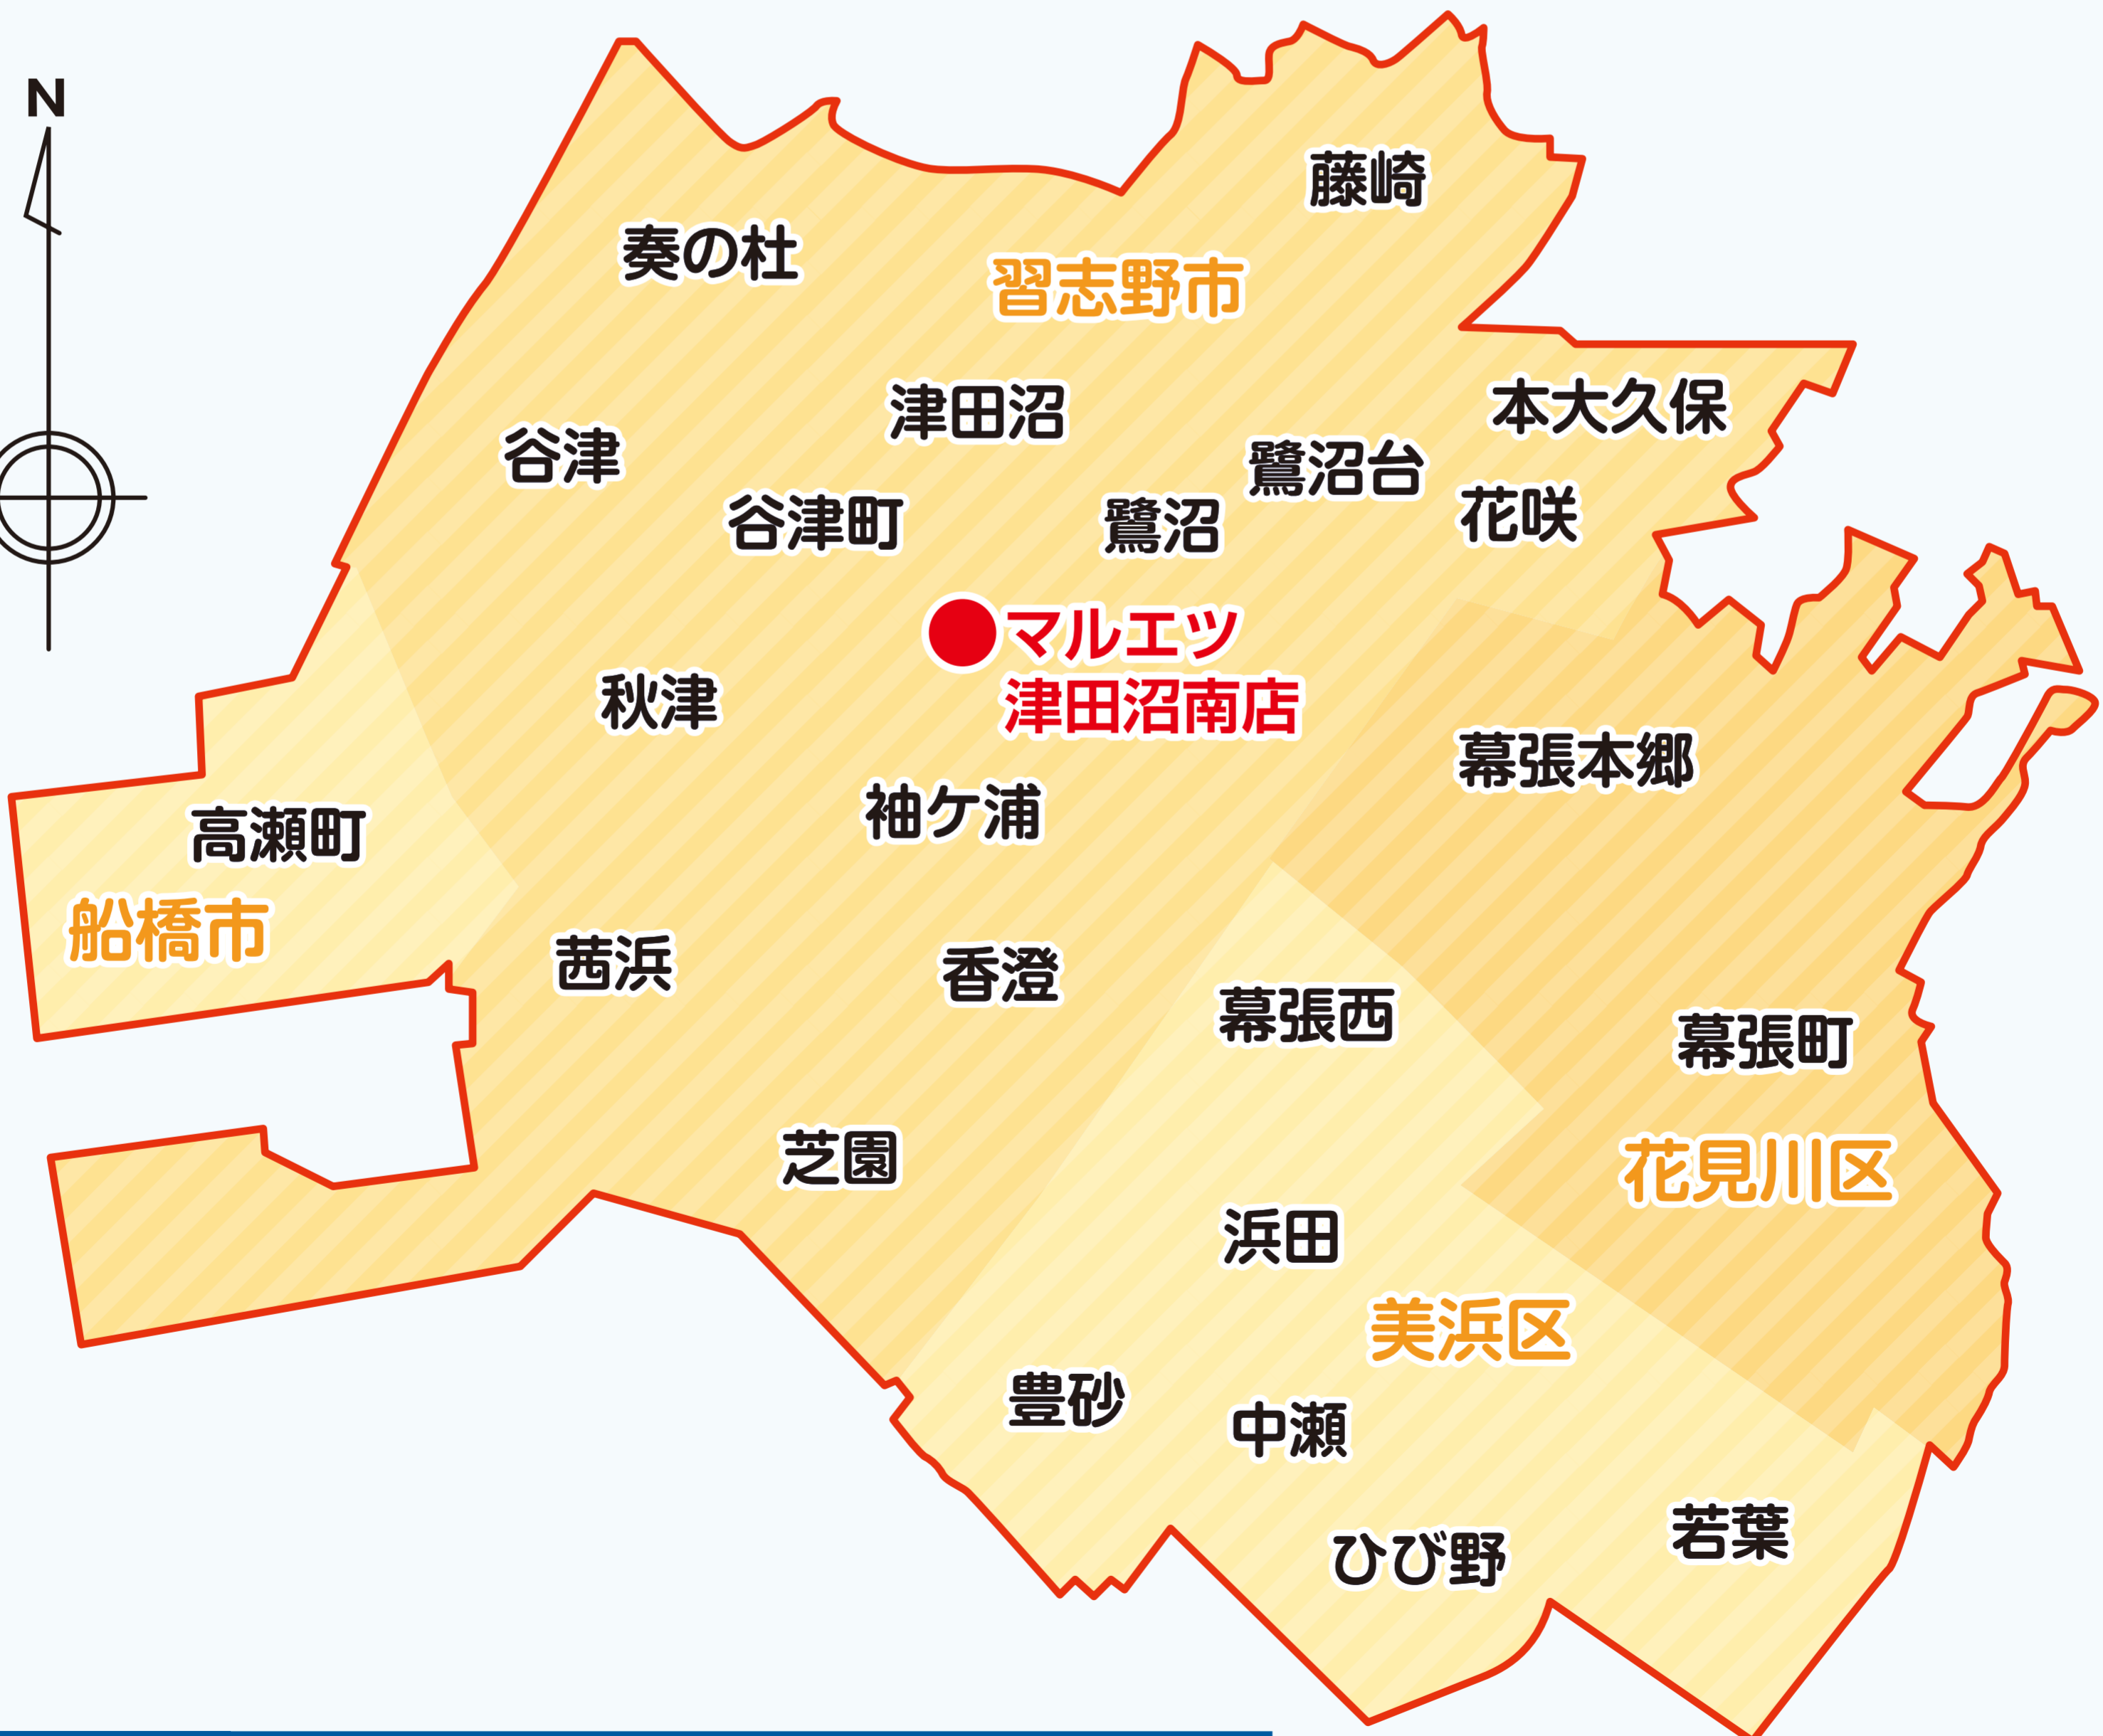 N
藤崎
奏の杜
習志野市
津田沼
本大久保
谷津
鷺沼台
谷津町
鷺沼
花咲
マルエツ
津田沼南店
秋津
幕張本郷
袖ケ浦
高瀬町
船橋市
茜浜
香澄
幕張西
幕張町
芝園
花見川区
浜田
美浜区
豊砂
中瀬
ひび野
若葉